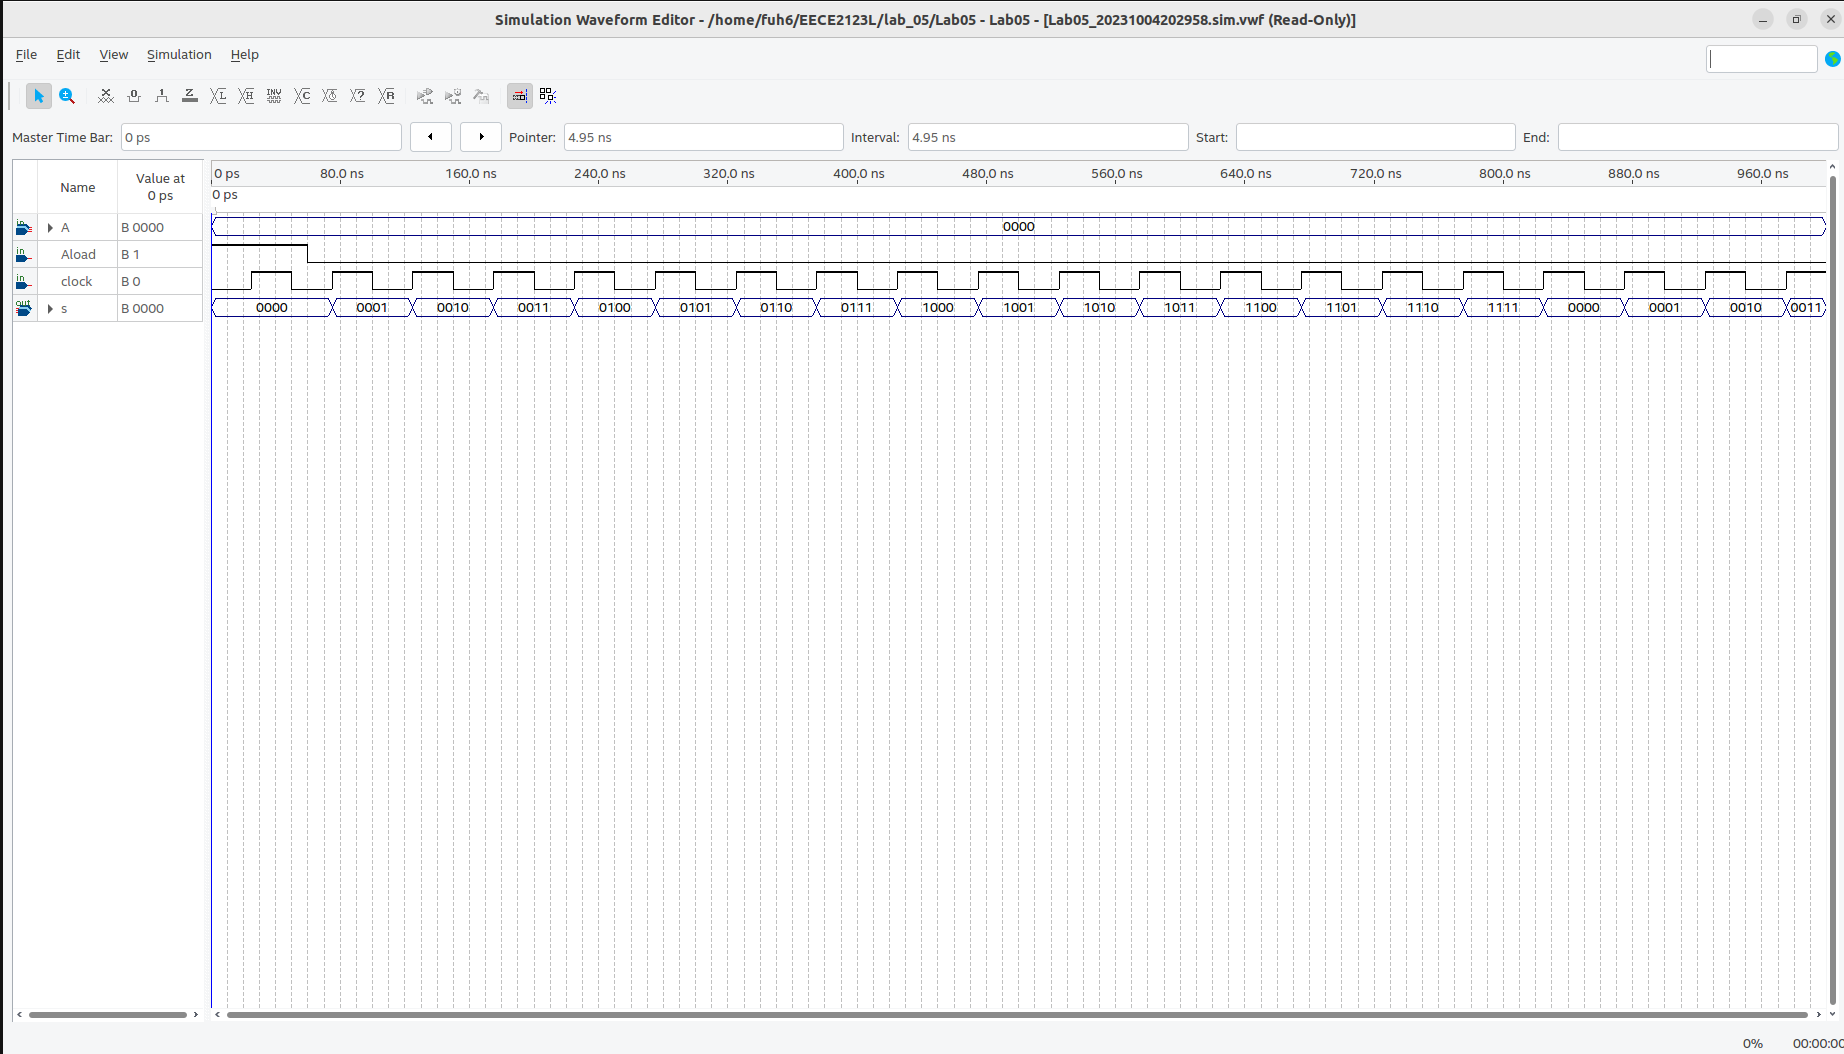 Simulation Waveform Editor - /home/fuh6/EECE2123L/lab_05/Lab05 - Lab05 - [Lab05_20231004202958.sim.vwf (Read-Only)]
File Edit View Simulation Help
Master Time Bar: 0 ps Pointer: 4.95 ns Interval: 4.95 ns Start: End:
Name Value at 0 ps
0 ps 80.0 ns 160.0 ns 240.0 ns 320.0 ns 400.0 ns 480.0 ns 560.0 ns 640.0 ns 720.0 ns 800.0 ns 880.0 ns 960.0 ns
0 ps
A B 0000 0000
Aload B 1
clock B 0
s B 0000 0000 0001 0010 0011 0100 0101 0110 0111 1000 1001 1010 1011 1100 1101 1110 1111 0000 0001 0010 0011
0% 00:00:00